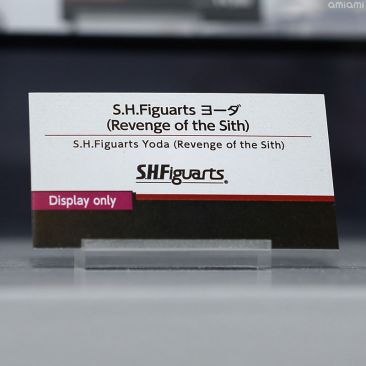 amiami
S.H.Figuarts ヨーダ
(Revenge of the Sith)
S.H.Figuarts Yoda (Revenge of the Sith)
S.H.Figuarts®
Display only